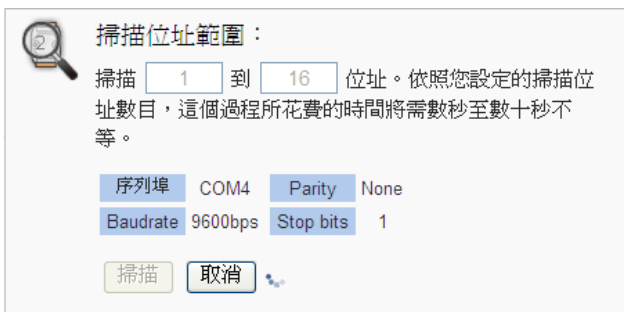 2
掃描位址範圍：
掃描 1 到 16 位址。依照您設定的掃描位
址數目，這個過程所花費的時間將需數秒至數十秒不
等。
序列埠 COM4 Parity None
Baudrate 9600bps Stop bits 1
掃描 取消